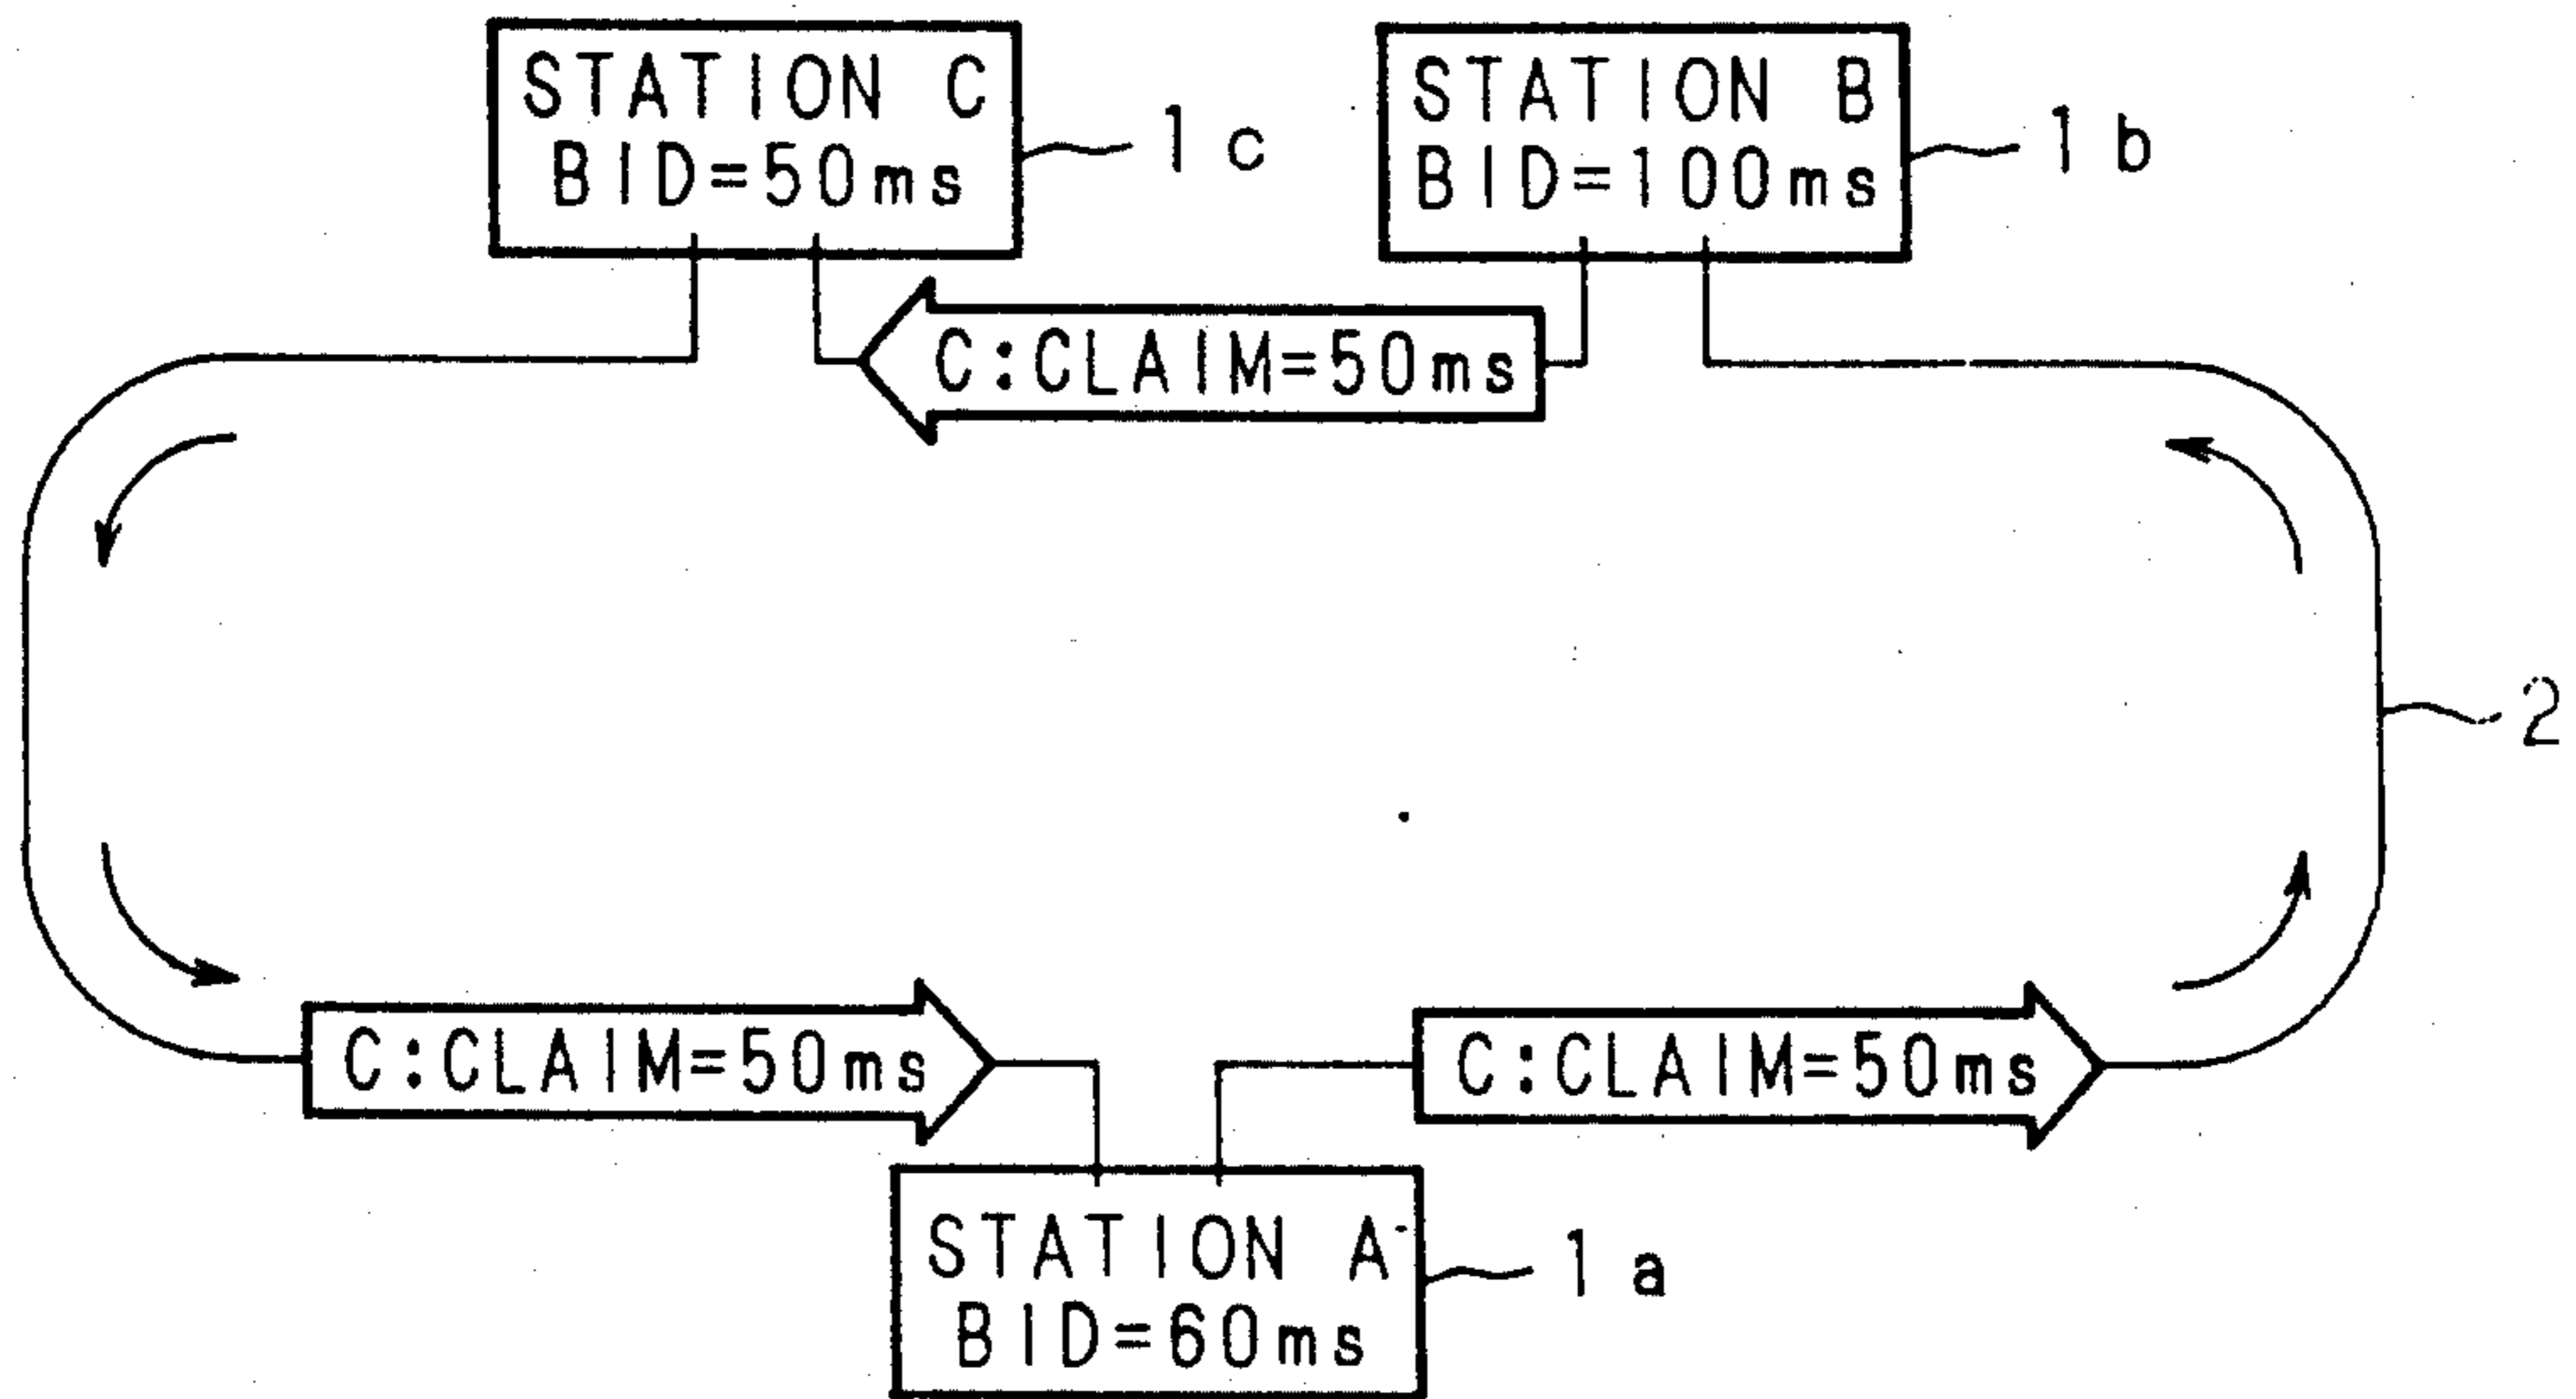 STATION C
BID=50ms
1c
STATION B
BID=100ms
1b
C:CLAIM=50ms
2
C:CLAIM=50ms
C:CLAIM=50ms
STATION A
BID=60ms
1a